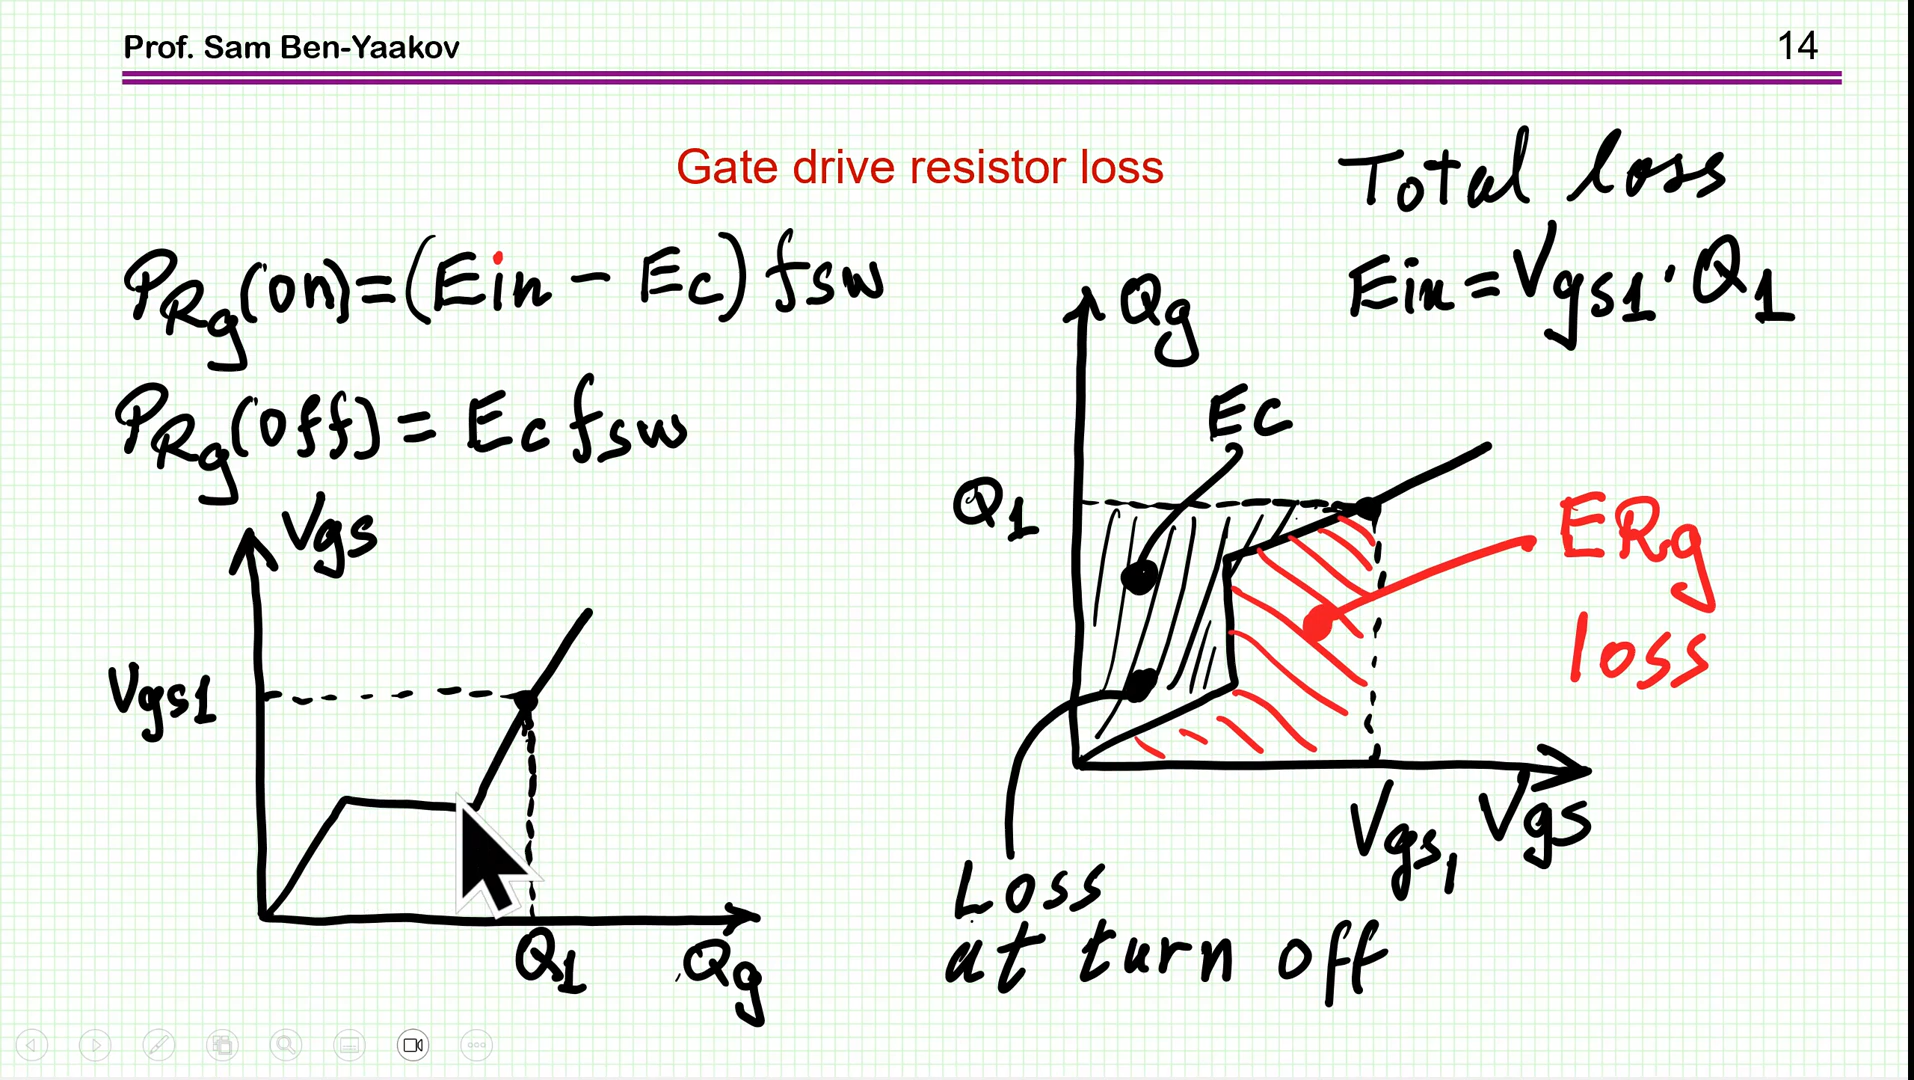 Prof. Sam Ben-Yaakov
14
Gate drive resistor loss
Total loss
Ein = Vgs1 · Q1
PRg(on) = (Ein - Ec) fsw
PRg(off) = Ec fsw
Vgs
Vgs1
Q1
Qg
Qg
EC
Q1
ERg
loss
Vgs1
Vgs
Loss
at turn off